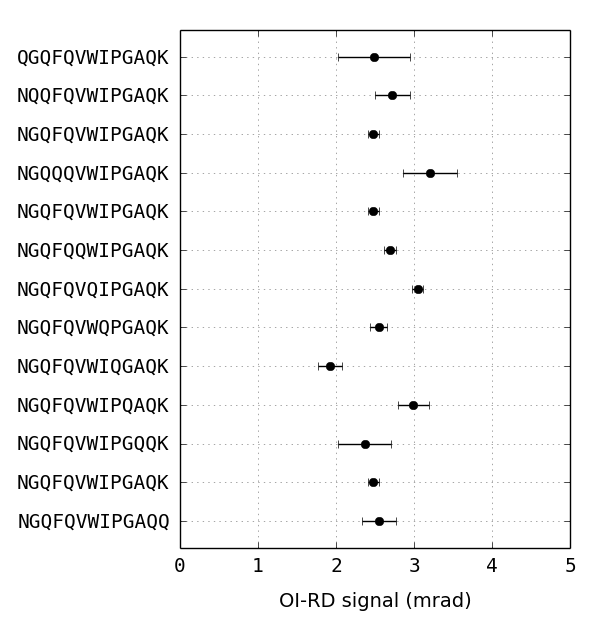 QGQFQVWIPGAQK
NQQFQVWIPGAQK
NGQFQVWIPGAQK
NGQQQVWIPGAQK
NGQFQVWIPGAQK
NGQFQQWIPGAQK
NGQFQVQIPGAQK
NGQFQVWQPGAQK
NGQFQVWIQGAQK
NGQFQVWIPQAQK
NGQFQVWIPGQQK
NGQFQVWIPGAQK
NGQFQVWIPGAQQ
0 1 2 3 4 5
OI-RD signal (mrad)